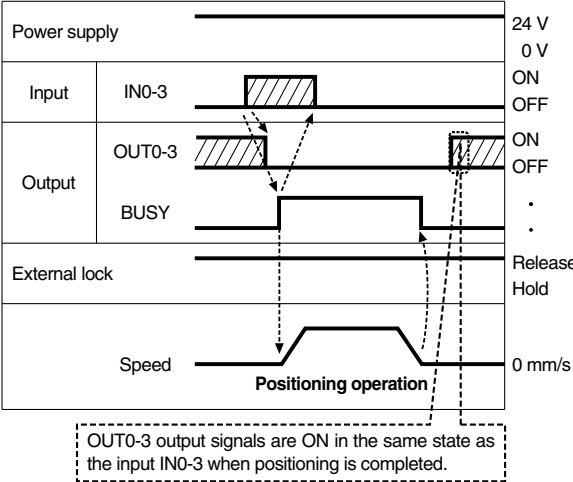 Power supply
24 V
0 V
Input
IN0-3
ON
OFF
Output
OUT0-3
ON
OFF
BUSY
External lock
Release
Hold
Speed
0 mm/s
Positioning operation
OUT0-3 output signals are ON in the same state as
the input IN0-3 when positioning is completed.